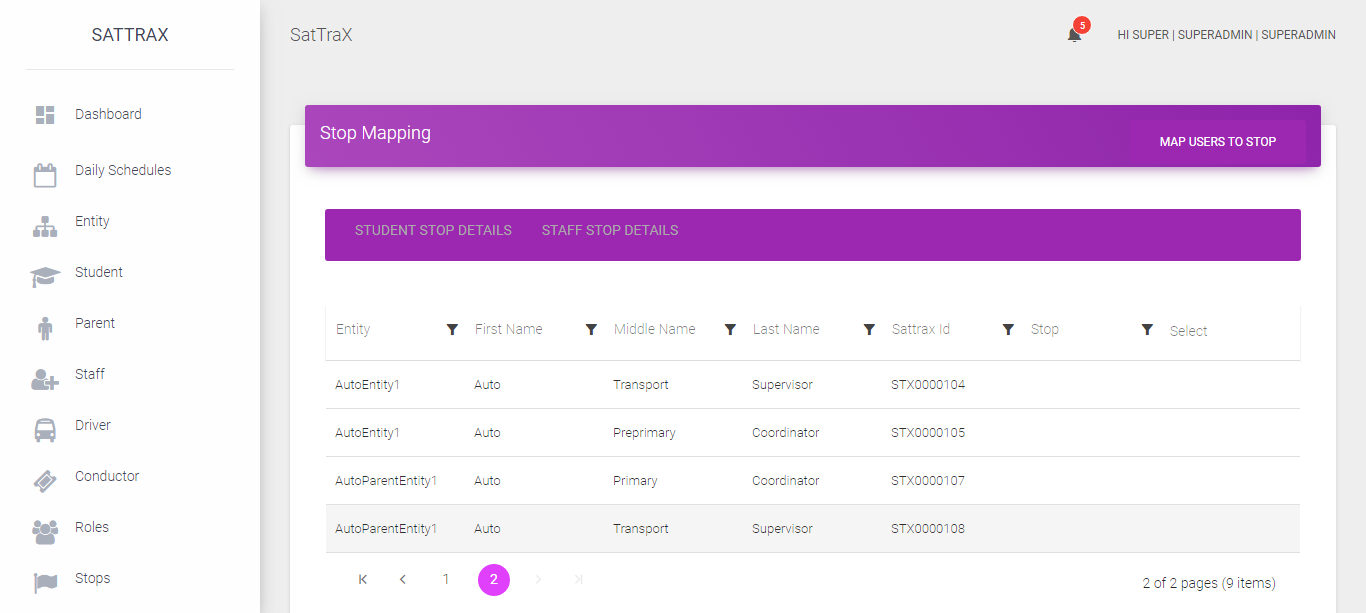 SATTRAX
SatTraX
5
HI SUPER | SUPERADMIN | SUPERADMIN
Dashboard
Daily Schedules
Entity
Student
Parent
Staff
Driver
Conductor
Roles
Stops
Stop Mapping
MAP USERS TO STOP
STUDENT STOP DETAILS STAFF STOP DETAILS
Entity First Name Middle Name Last Name Sattrax Id Stop Select
AutoEntity1 Auto Transport Supervisor STX0000104
AutoEntity1 Auto Preprimary Coordinator STX0000105
AutoParentEntity1 Auto Primary Coordinator STX0000107
AutoParentEntity1 Auto Transport Supervisor STX0000108
1 2
2 of 2 pages (9 items)